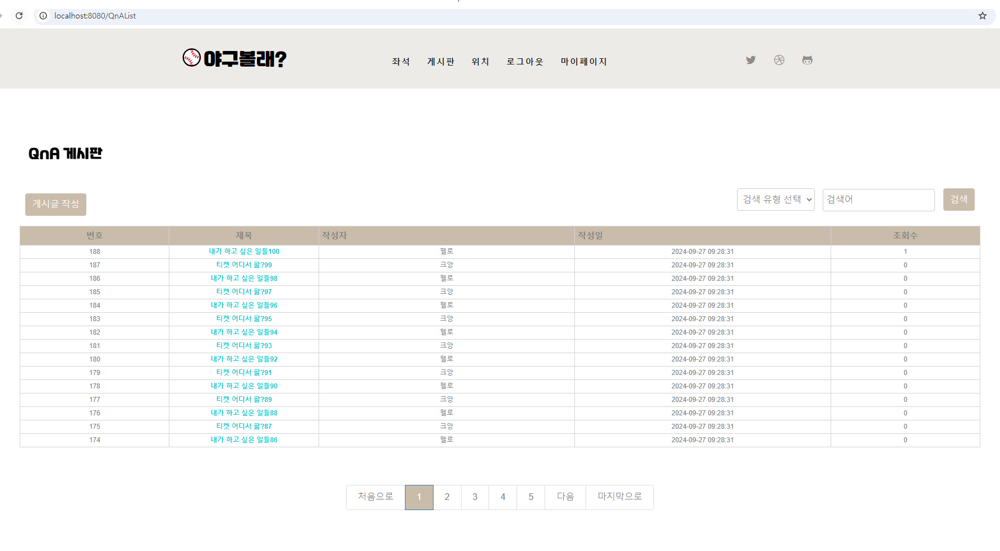 localhost:8080/QnAList
야구볼래?
좌석 게시판 위치 로그아웃 마이페이지
QnA 게시판
게시글 작성 검색 유형 선택 검색어 검색
번호 제목 작성자 작성일 조회수
188 내가 하고 싶은 일들100 헬로 2024-09-27 09:28:31 1
187 티켓 어디서 팖?99 크앙 2024-09-27 09:28:31 0
186 내가 하고 싶은 일들98 헬로 2024-09-27 09:28:31 0
185 티켓 어디서 팖?97 크앙 2024-09-27 09:28:31 0
184 내가 하고 싶은 일들96 헬로 2024-09-27 09:28:31 0
183 티켓 어디서 팖?95 크앙 2024-09-27 09:28:31 0
182 내가 하고 싶은 일들94 헬로 2024-09-27 09:28:31 0
181 티켓 어디서 팖?93 크앙 2024-09-27 09:28:31 0
180 내가 하고 싶은 일들92 헬로 2024-09-27 09:28:31 0
179 티켓 어디서 팖?91 크앙 2024-09-27 09:28:31 0
178 내가 하고 싶은 일들90 헬로 2024-09-27 09:28:31 0
177 티켓 어디서 팖?89 크앙 2024-09-27 09:28:31 0
176 내가 하고 싶은 일들88 헬로 2024-09-27 09:28:31 0
175 티켓 어디서 팖?87 크앙 2024-09-27 09:28:31 0
174 내가 하고 싶은 일들86 헬로 2024-09-27 09:28:31 0
처음으로 1 2 3 4 5 다음 마지막으로